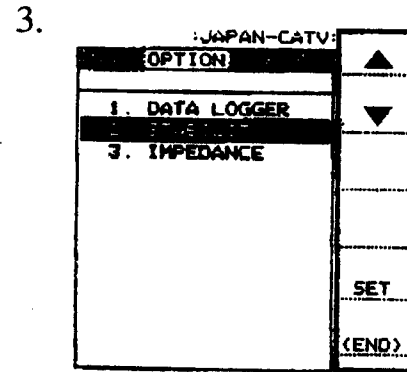 3.
:JAPAN-CATV:
OPTION
1. DATA LOGGER
3. IMPEDANCE
SET
(END)